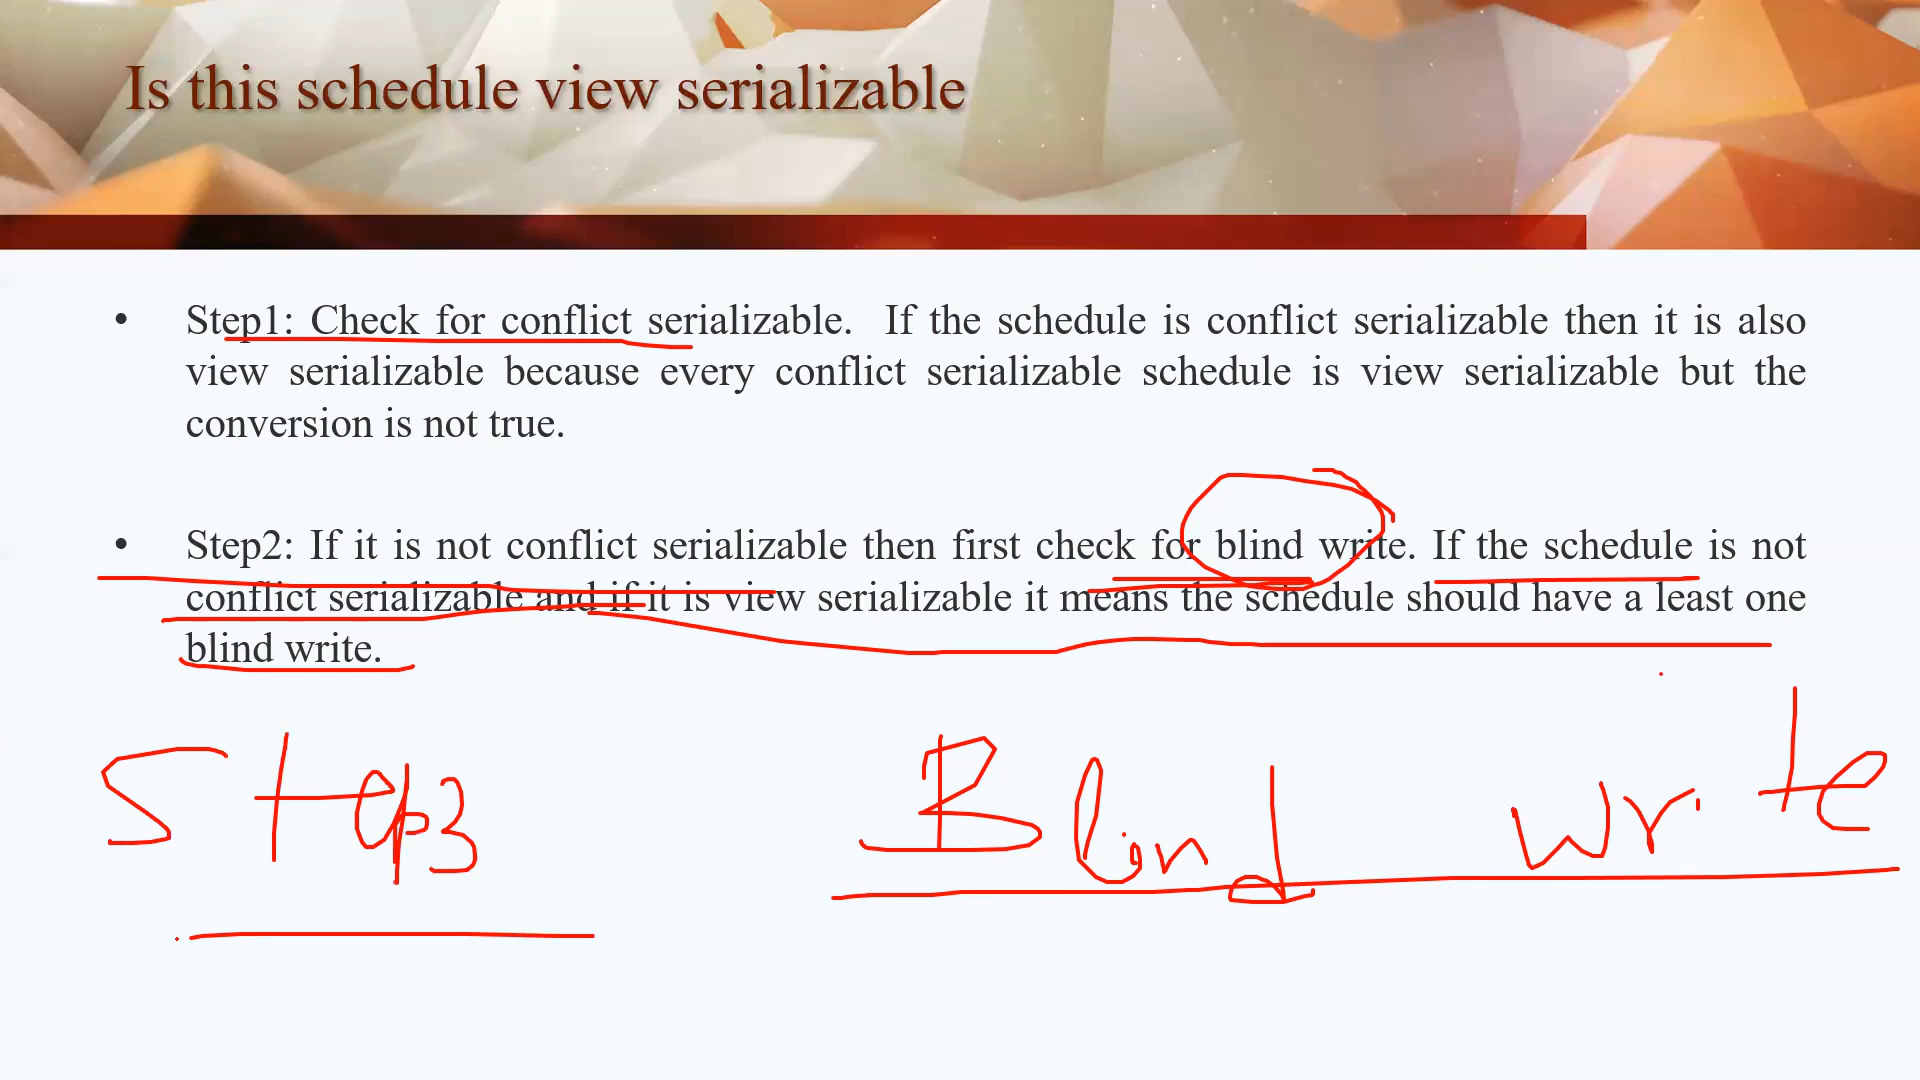 Is this schedule view serializable
• Step1: Check for conflict serializable. If the schedule is conflict serializable then it is also
view serializable because every conflict serializable schedule is view serializable but the
conversion is not true.
• Step2: If it is not conflict serializable then first check for blind write. If the schedule is not
conflict serializable and if it is view serializable it means the schedule should have a least one
blind write.
Step3 Blind write